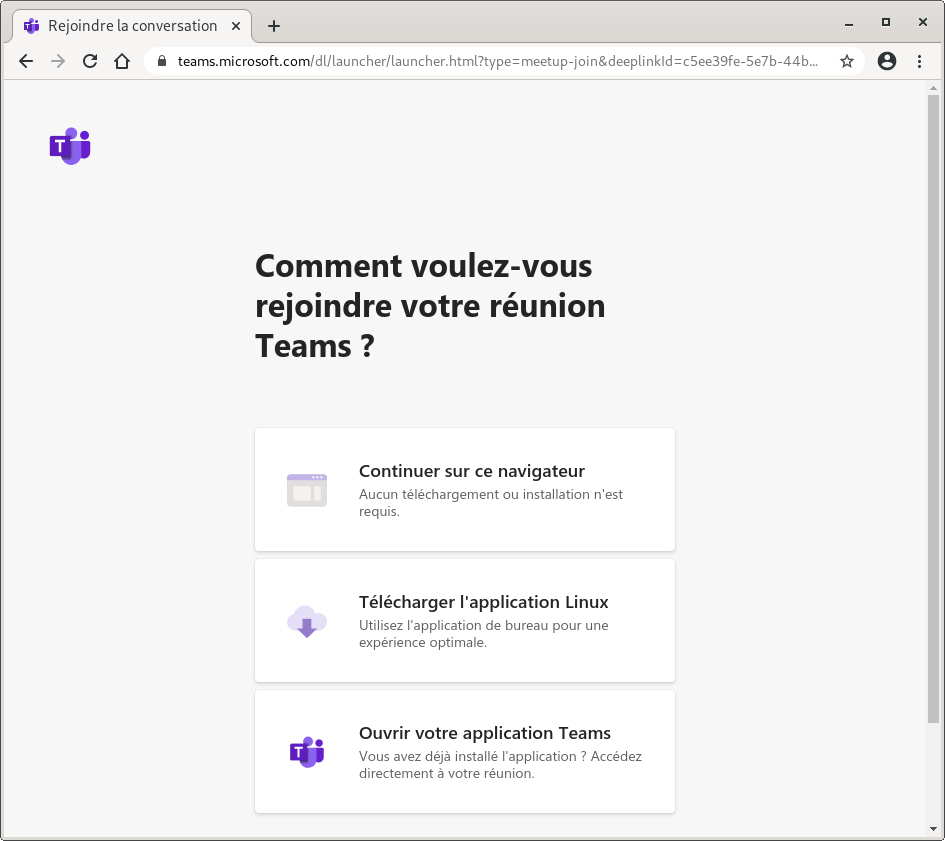 Rejoindre la conversation
teams.microsoft.com/dl/launcher/launcher.html?type=meetup-join&deeplinkId=c5ee39fe-5e7b-44b...
T
Comment voulez-vous
rejoindre votre réunion
Teams ?
Continuer sur ce navigateur
Aucun téléchargement ou installation n'est
requis.
Télécharger l'application Linux
Utilisez l'application de bureau pour une
expérience optimale.
T
Ouvrir votre application Teams
Vous avez déjà installé l'application ? Accédez
directement à votre réunion.